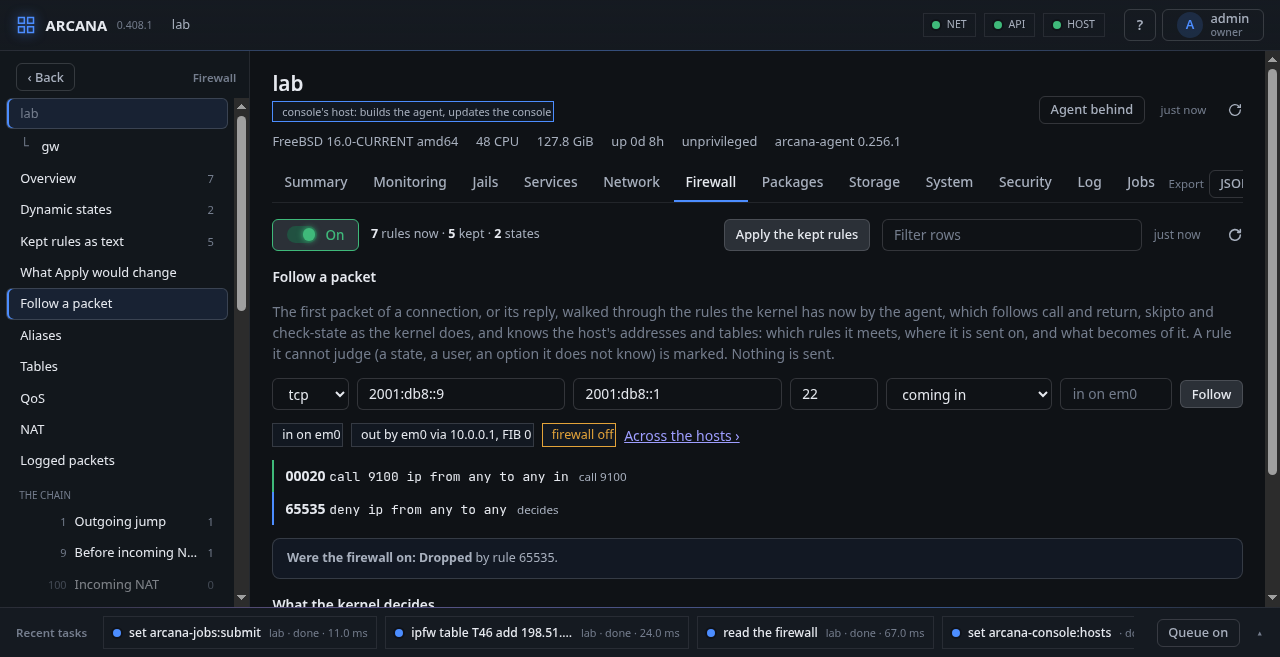 ARCANA 0.408.1 lab NET API HOST ? A admin owner
‹ Back Firewall
lab
└ gw
Overview 7
Dynamic states 2
Kept rules as text 5
What Apply would change
Follow a packet
Aliases
Tables
QoS
NAT
Logged packets
THE CHAIN
1 Outgoing jump 1
9 Before incoming N... 1
100 Incoming NAT 0
lab
console's host: builds the agent, updates the console
Agent behind just now
FreeBSD 16.0-CURRENT amd64 48 CPU 127.8 GiB up 0d 8h unprivileged arcana-agent 0.256.1
Summary Monitoring Jails Services Network Firewall Packages Storage System Security Log Jobs Export JSO
On 7 rules now · 5 kept · 2 states Apply the kept rules Filter rows just now
Follow a packet
The first packet of a connection, or its reply, walked through the rules the kernel has now by the agent, which follows call and return, skipto and
check-state as the kernel does, and knows the host's addresses and tables: which rules it meets, where it is sent on, and what becomes of it. A rule
it cannot judge (a state, a user, an option it does not know) is marked. Nothing is sent.
tcp 2001:db8::9 2001:db8::1 22 coming in in on em0 Follow
in on em0 out by em0 via 10.0.0.1, FIB 0 firewall off Across the hosts ›
00020 call 9100 ip from any to any in call 9100
65535 deny ip from any to any decides
Were the firewall on: Dropped by rule 65535.
What the kernel decides
Recent tasks set arcana-jobs:submit lab · done · 11.0 ms ipfw table T46 add 198.51.... lab · done · 24.0 ms read the firewall lab · done · 67.0 ms set arcana-console:hosts · do Queue on